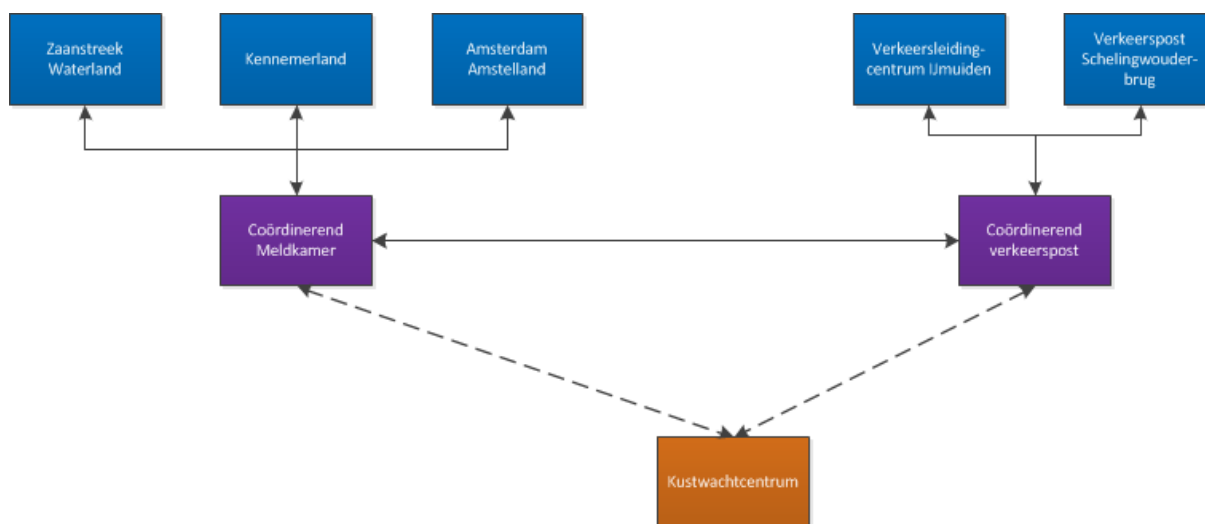 Zaanstreek
Waterland
Kennemerland
Amsterdam
Amstelland
Verkeersleiding-
centrum IJmuiden
Verkeerspost
Schelingwouder-
brug
Coördinerend
Meldkamer
Coördinerend
verkeerspost
Kustwachtcentrum